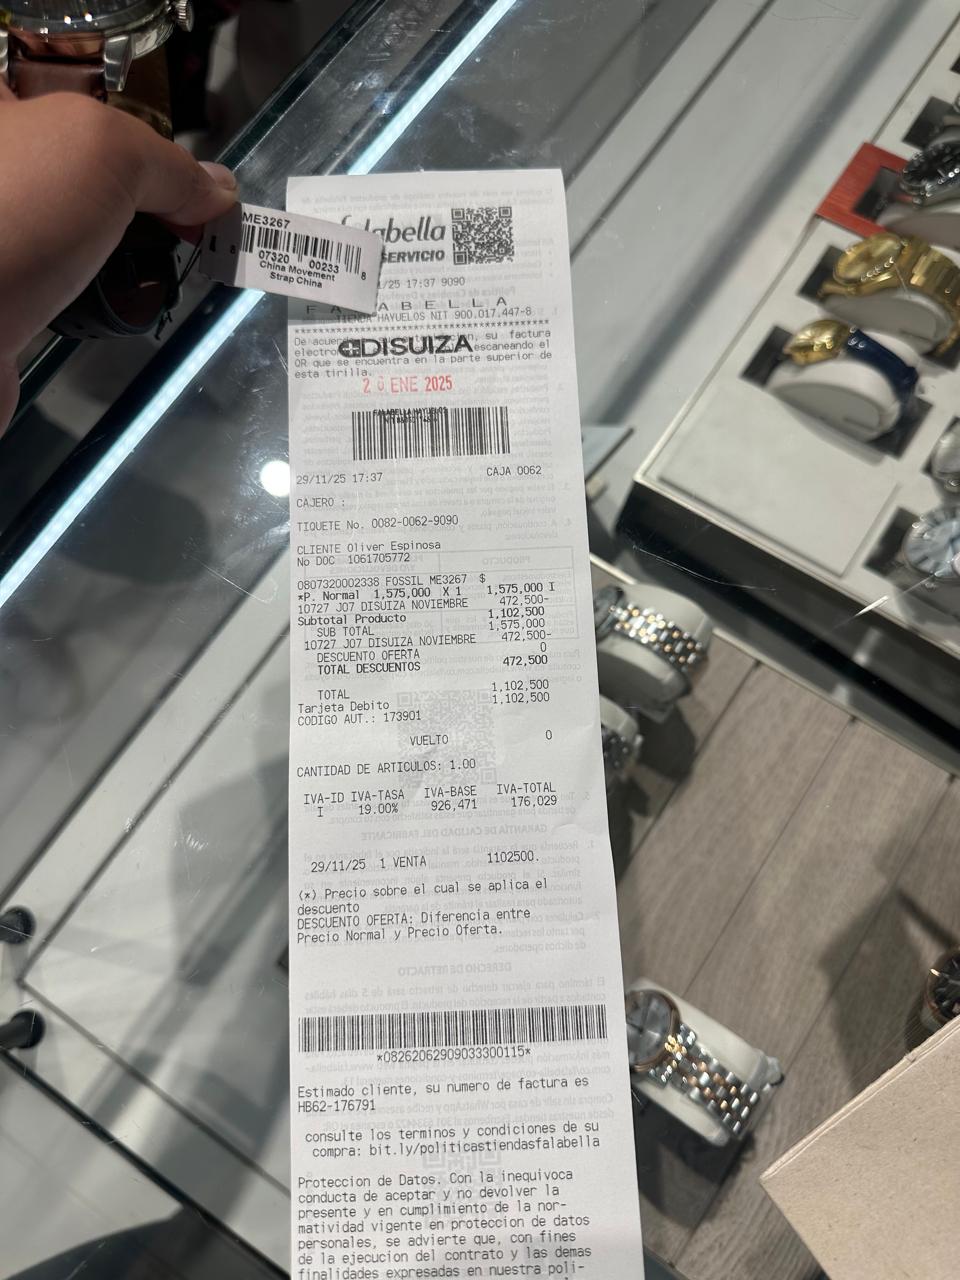 ME3267
8 07320 00233 8
China Movement
Strap China
labella
SERVICIO
/25 17:37 9090
F A ABELLA
TIENDA HAYUELOS NIT 900.017.447-8
De acuer su factura
electron escaneando el
QR que se encuentra en la parte superior de
esta tirilla.
DISUIZA
2 ENE 2025
FALABELLA HAYUELOS
29/11/25 17:37 CAJA 0062
CAJERO :
TIQUETE No. 0082-0062-9090
CLIENTE Oliver Espinosa
No DOC 1061705772
0807320002338 FOSSIL ME3267 $
*P. Normal 1,575,000 X 1 1,575,000 I
10727 J07 DISUIZA NOVIEMBRE 472,500-
Subtotal Producto 1,102,500
SUB TOTAL 1,575,000
10727 J07 DISUIZA NOVIEMBRE 472,500-
DESCUENTO OFERTA 0
TOTAL DESCUENTOS 472,500
TOTAL 1,102,500
Tarjeta Debito 1,102,500
CODIGO AUT.: 173901
VUELTO 0
CANTIDAD DE ARTICULOS: 1.00
IVA-ID IVA-TASA IVA-BASE IVA-TOTAL
I 19.00% 926,471 176,029
29/11/25 1 VENTA 1102500.
(*) Precio sobre el cual se aplica el
descuento
DESCUENTO OFERTA: Diferencia entre
Precio Normal y Precio Oferta.
*08262062909033300115*
Estimado cliente, su numero de factura es
HB62-176791
consulte los terminos y condiciones de su
compra: bit.ly/politicastiendasfalabella
Proteccion de Datos. Con la inequivoca
conducta de aceptar y no devolver la
presente y en cumplimiento de la nor-
matividad vigente en proteccion de datos
personales, se advierte que, con fines
de la ejecucion del contrato y las demas
finalidades expresadas en nuestra poli-